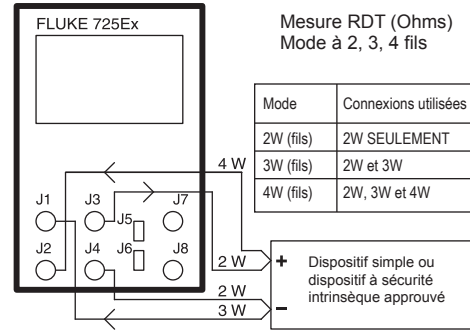 FLUKE 725Ex
Mesure RDT (Ohms)
Mode à 2, 3, 4 fils
Mode Connexions utilisées
2W (fils) 2W SEULEMENT
3W (fils) 2W et 3W
4W (fils) 2W, 3W et 4W
4 W
J1 J3 J7
J5
J2 J4 J6 J8
2 W
+ Dispositif simple ou
dispositif à sécurité
intrinsèque approuvé
2 W
–
3 W